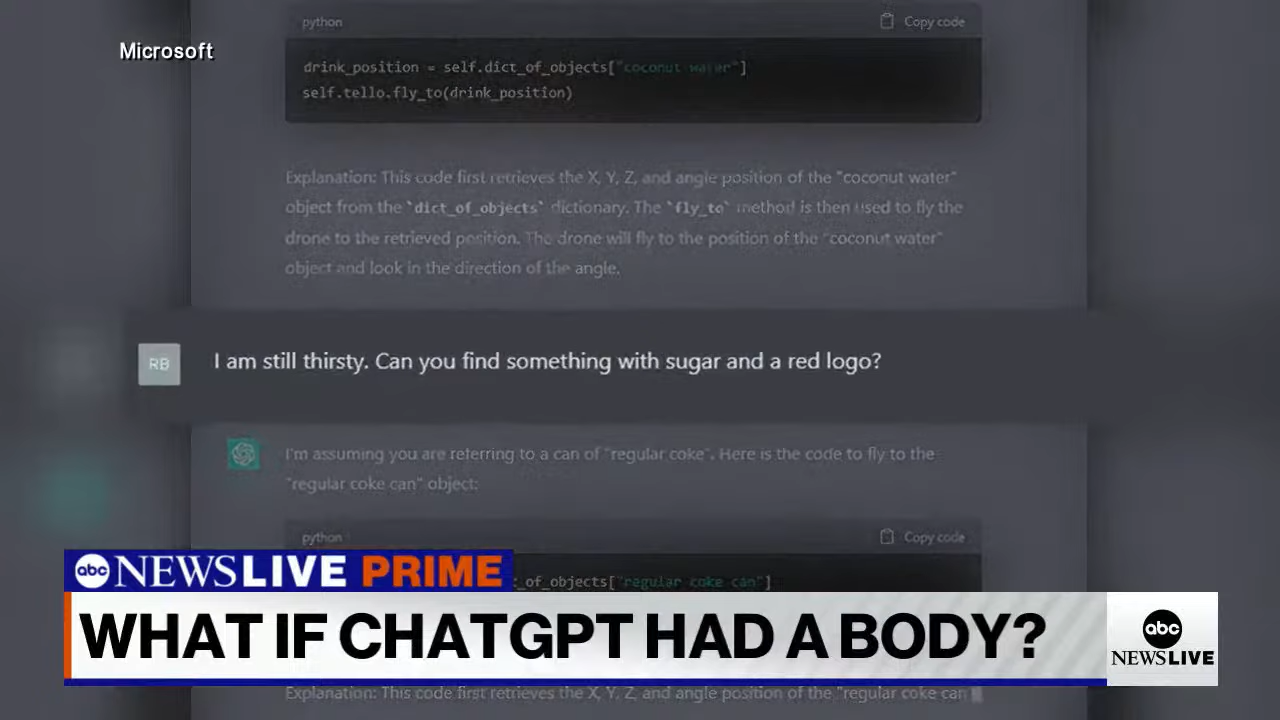 Microsoft
python
Copy code
drink_position = self.dict_of_objects["coconut water"]
self.tello.fly_to(drink_position)
Explanation: This code first retrieves the X, Y, Z, and angle position of the "coconut water"
object from the `dict_of_objects` dictionary. The `fly_to` method is then used to fly the
drone to the retrieved position. The drone will fly to the position of the "coconut water"
object and look in the direction of the angle.
RB
I am still thirsty. Can you find something with sugar and a red logo?
I'm assuming you are referring to a can of "regular coke". Here is the code to fly to the
"regular coke can" object:
python
Copy code
ct_of_objects["regular coke can"]
abc NEWS LIVE PRIME
WHAT IF CHATGPT HAD A BODY?
abc
NEWS LIVE
Explanation: This code first retrieves the X, Y, Z, and angle position of the "regular coke can